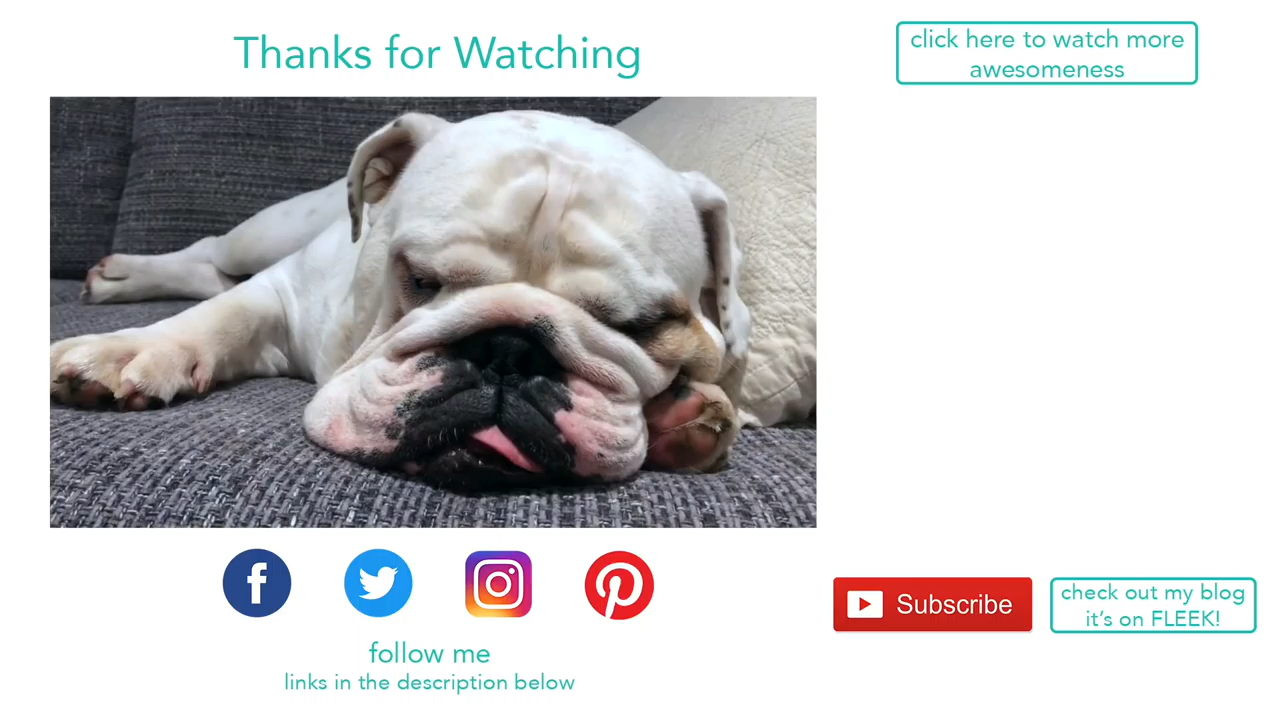 Thanks for Watching
click here to watch more
awesomeness
Subscribe
check out my blog
it's on FLEEK!
follow me
links in the description below